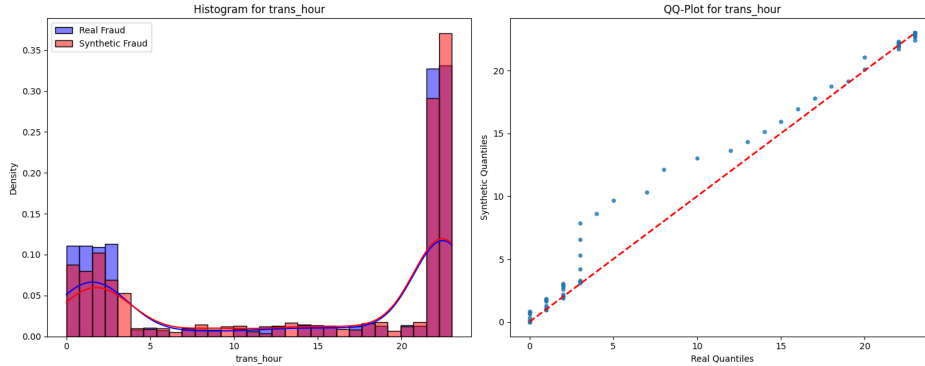 Histogram for trans_hour
Real Fraud
Synthetic Fraud
Density
0.35
0.30
0.25
0.20
0.15
0.10
0.05
0.00
0 5 10 15 20
trans_hour
QQ-Plot for trans_hour
Synthetic Quantiles
20
15
10
5
0
0 5 10 15 20
Real Quantiles